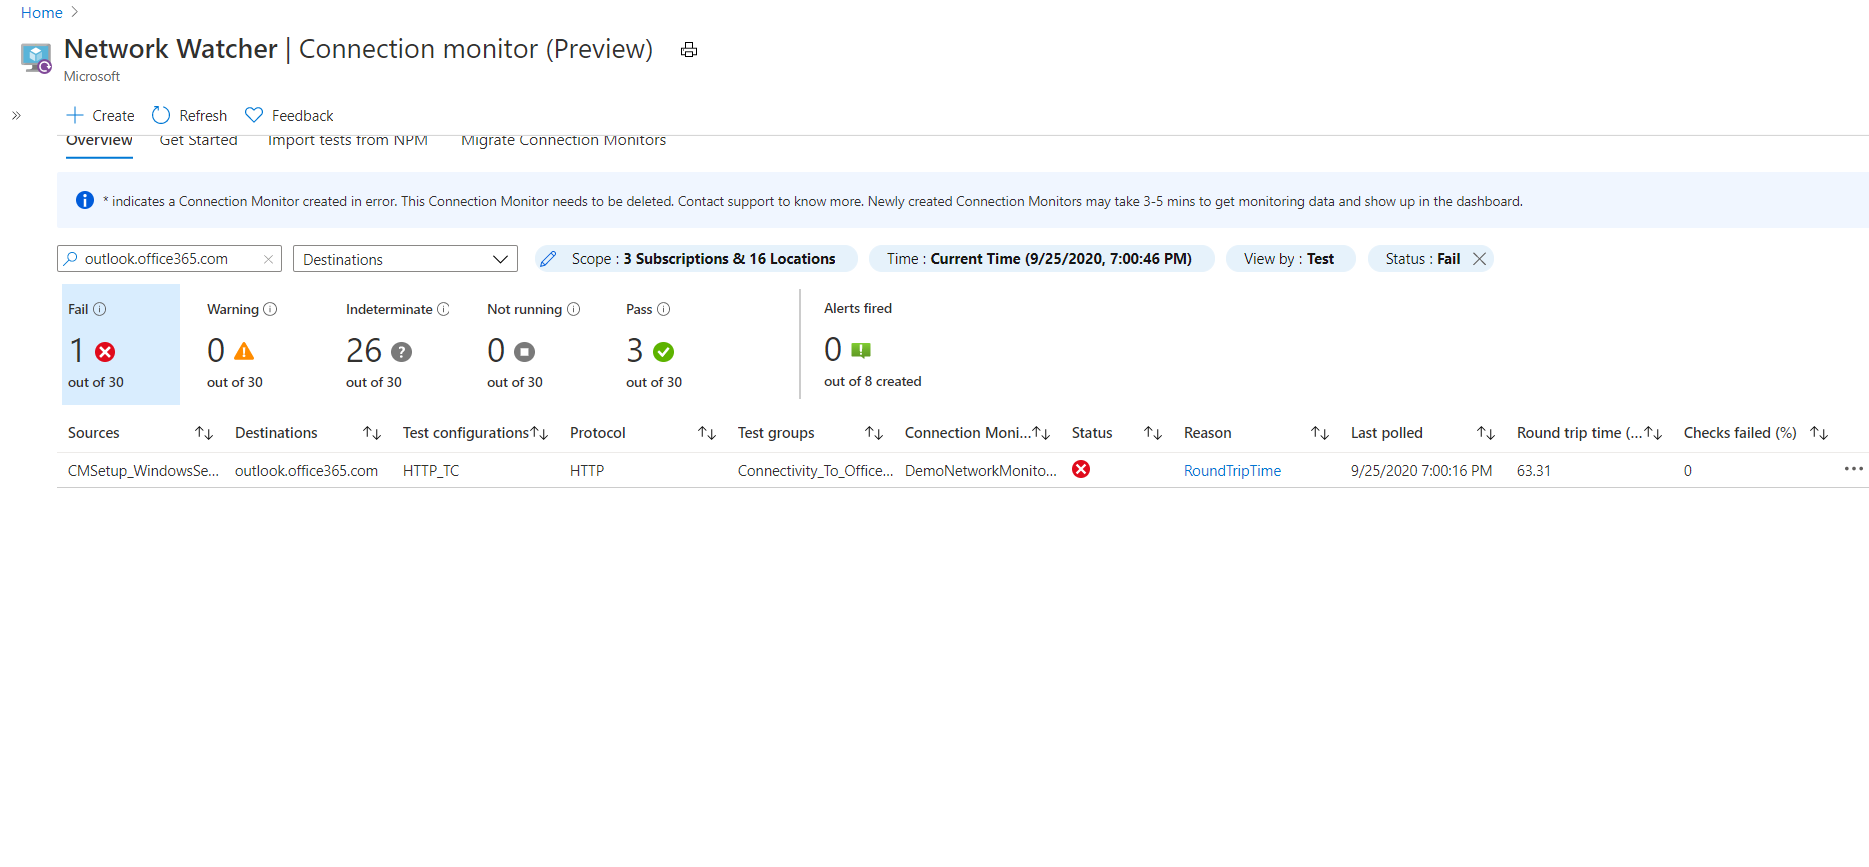 Home >
Network Watcher | Connection monitor (Preview)
Microsoft
» + Create Refresh Feedback
Overview Get Started Import tests from NPM Migrate Connection Monitors
* indicates a Connection Monitor created in error. This Connection Monitor needs to be deleted. Contact support to know more. Newly created Connection Monitors may take 3-5 mins to get monitoring data and show up in the dashboard.
outlook.office365.com Destinations Scope : 3 Subscriptions & 16 Locations Time : Current Time (9/25/2020, 7:00:46 PM) View by : Test Status : Fail
Fail Warning Indeterminate Not running Pass Alerts fired
1 0 26 0 3 0
out of 30 out of 30 out of 30 out of 30 out of 30 out of 8 created
Sources Destinations Test configurations Protocol Test groups Connection Moni... Status Reason Last polled Round trip time (... Checks failed (%)
CMSetup_WindowsSe... outlook.office365.com HTTP_TC HTTP Connectivity_To_Office... DemoNetworkMonito... RoundTripTime 9/25/2020 7:00:16 PM 63.31 0 ...